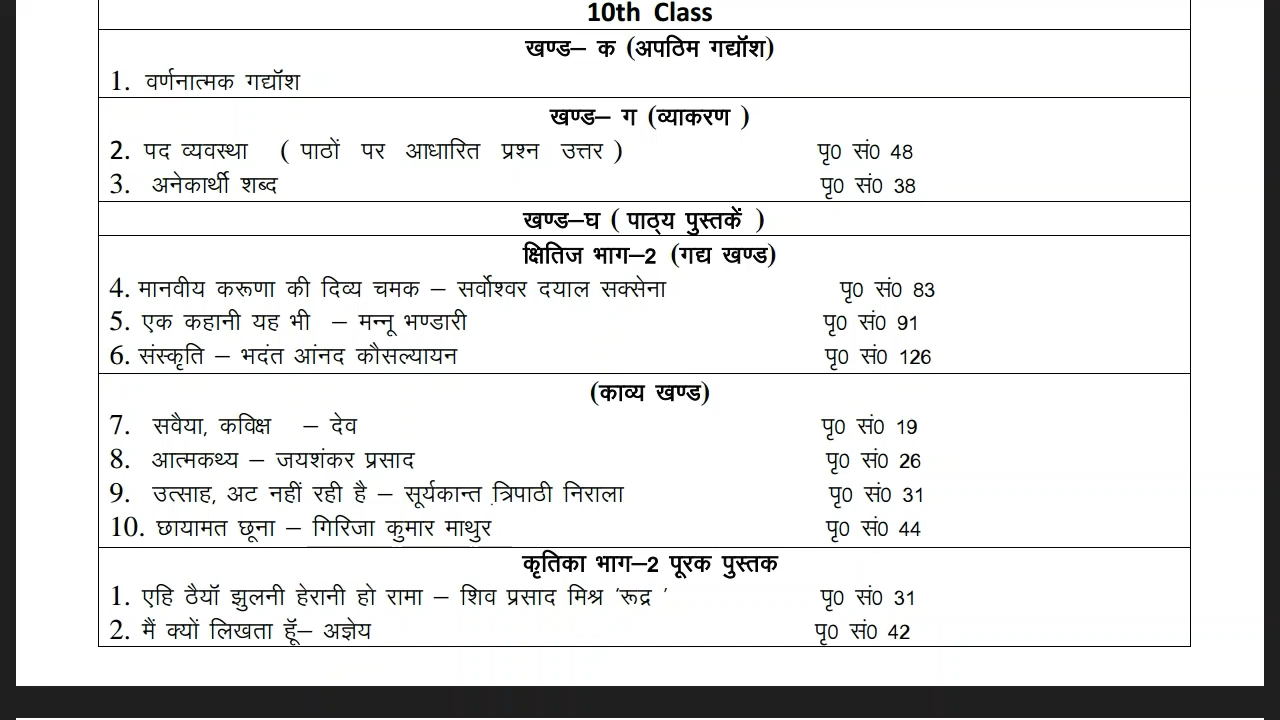 10th Class
खण्ड– क (अपठिम गद्यॉश)
1. वर्णनात्मक गद्यॉश
खण्ड– ग (व्याकरण )
2. पद व्यवस्था ( पाठों पर आधारित प्रश्न उत्तर ) पृ0 सं0 48
3. अनेकार्थी शब्द पृ0 सं0 38
खण्ड–घ ( पाठ्य पुस्तकें )
क्षितिज भाग–2 (गद्य खण्ड)
4. मानवीय करूणा की दिव्य चमक – सर्वोश्वर दयाल सक्सेना पृ0 सं0 83
5. एक कहानी यह भी – मन्नू भण्डारी पृ0 सं0 91
6. संस्कृति – भदंत आंनद कौसल्यायन पृ0 सं0 126
(काव्य खण्ड)
7. सवैया, कविक्ष – देव पृ0 सं0 19
8. आत्मकथ्य – जयशंकर प्रसाद पृ0 सं0 26
9. उत्साह, अट नहीं रही है – सूर्यकान्त त्रिपाठी निराला पृ0 सं0 31
10. छायामत छूना – गिरिजा कुमार माथुर पृ0 सं0 44
कृतिका भाग–2 पूरक पुस्तक
1. एहि ठैयॉ झुलनी हेरानी हो रामा – शिव प्रसाद मिश्र 'रूद्र ' पृ0 सं0 31
2. मैं क्यों लिखता हूॅ– अज्ञेय पृ0 सं0 42